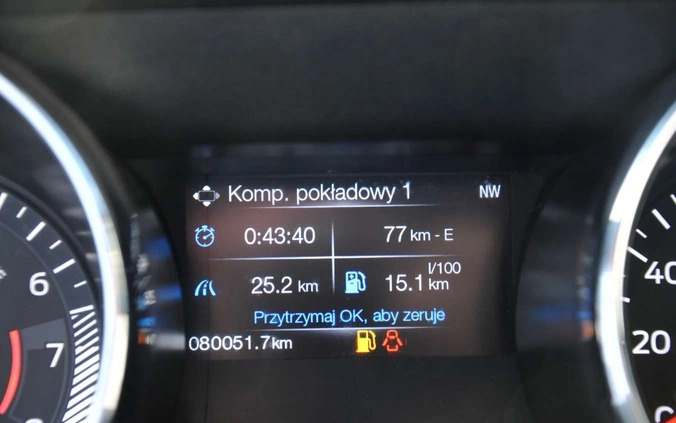 Komp. pokładowy 1 NW
0:43:40 77 km - E
25.2 km 15.1 l/100 km
Przytrzymaj OK, aby zeruje
080051.7km
6
7
8
40
20